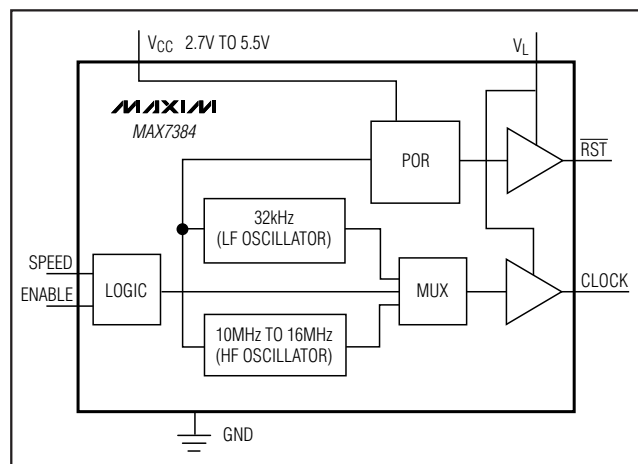 VCC 2.7V TO 5.5V
VL
MAXIM
MAX7384
POR
RST
32kHz
(LF OSCILLATOR)
SPEED
ENABLE
LOGIC
MUX
CLOCK
10MHz TO 16MHz
(HF OSCILLATOR)
GND